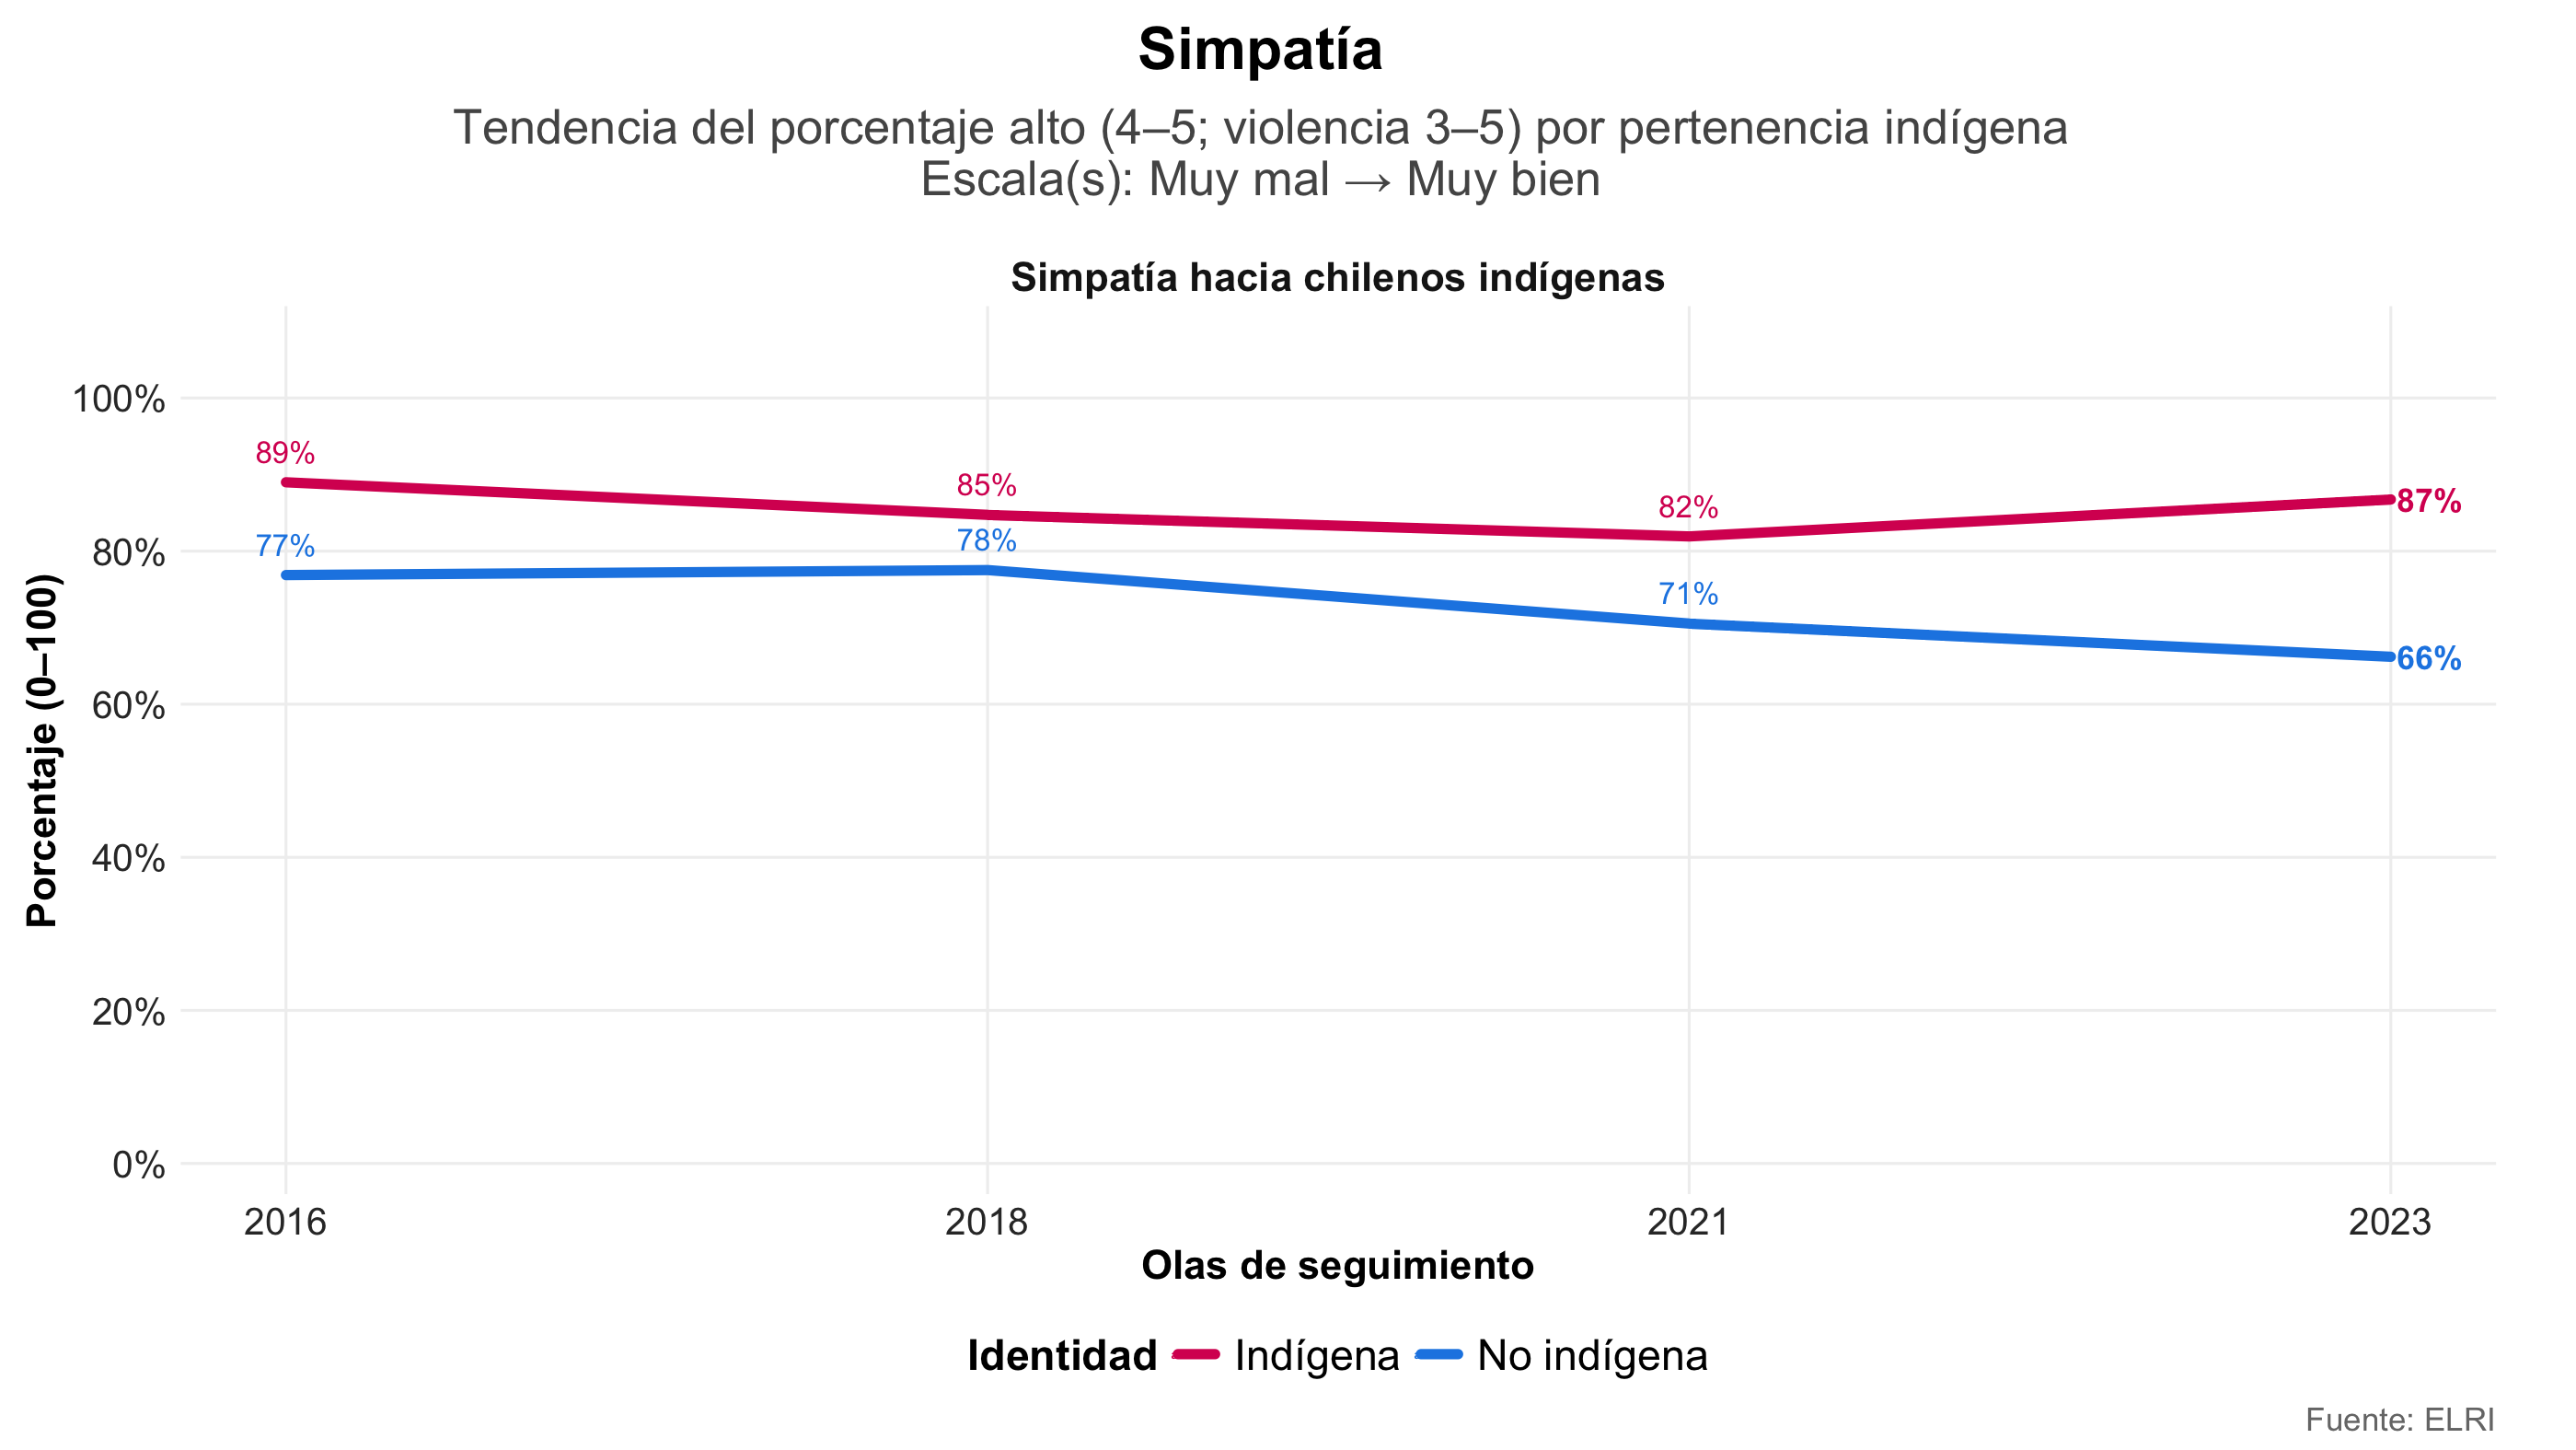 Simpatía
Tendencia del porcentaje alto (4–5; violencia 3–5) por pertenencia indígena
Escala(s): Muy mal → Muy bien
Simpatía hacia chilenos indígenas
Porcentaje (0–100)
100%
80%
60%
40%
20%
0%
89%
85%
82%
87%
77%
78%
71%
66%
2016
2018
2021
2023
Olas de seguimiento
Identidad Indígena No indígena
Fuente: ELRI